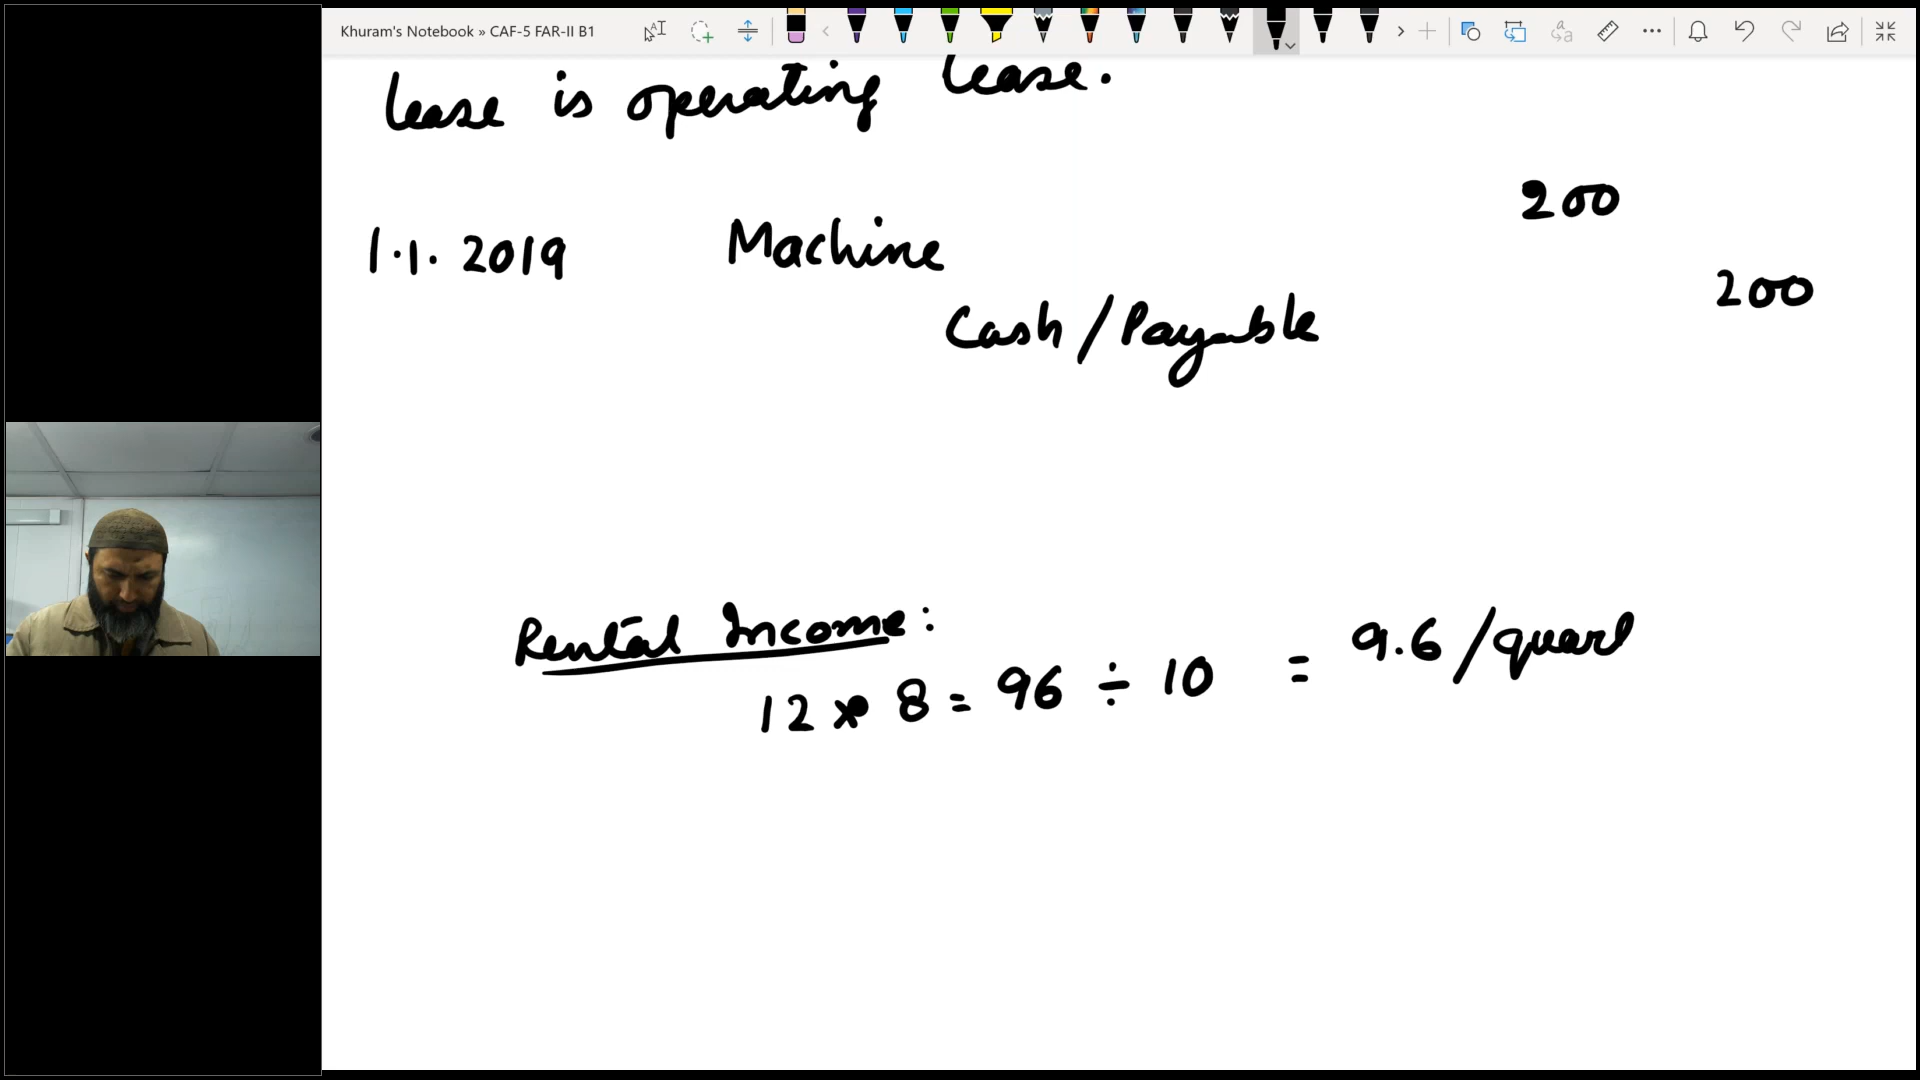 Khuram's Notebook » CAF-5 FAR-II B1
lease is operating lease.
1.1.2019 Machine 200
Cash/Payable 200
Rental Income:
12 × 8 = 96 ÷ 10 = 9.6/quart